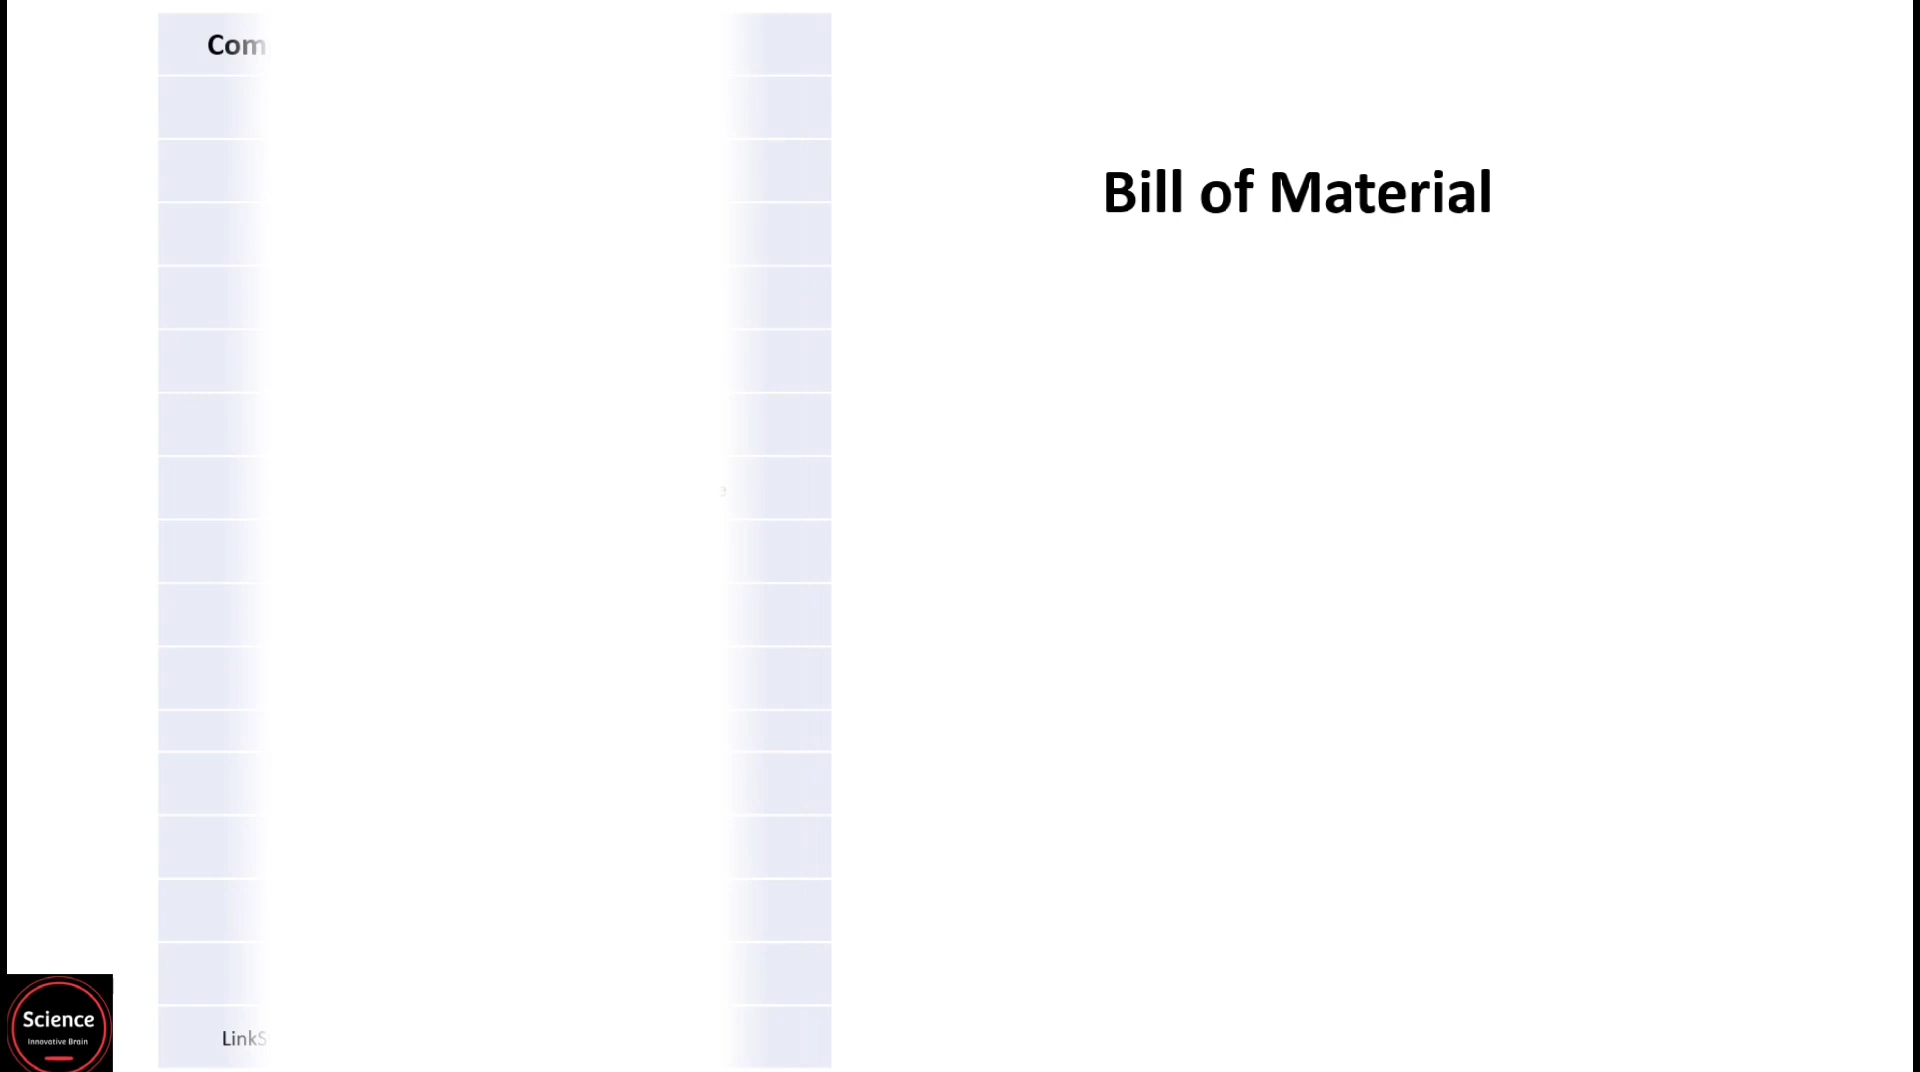 Com
Bill of Material
e
LinkS
Science
Innovative Brain